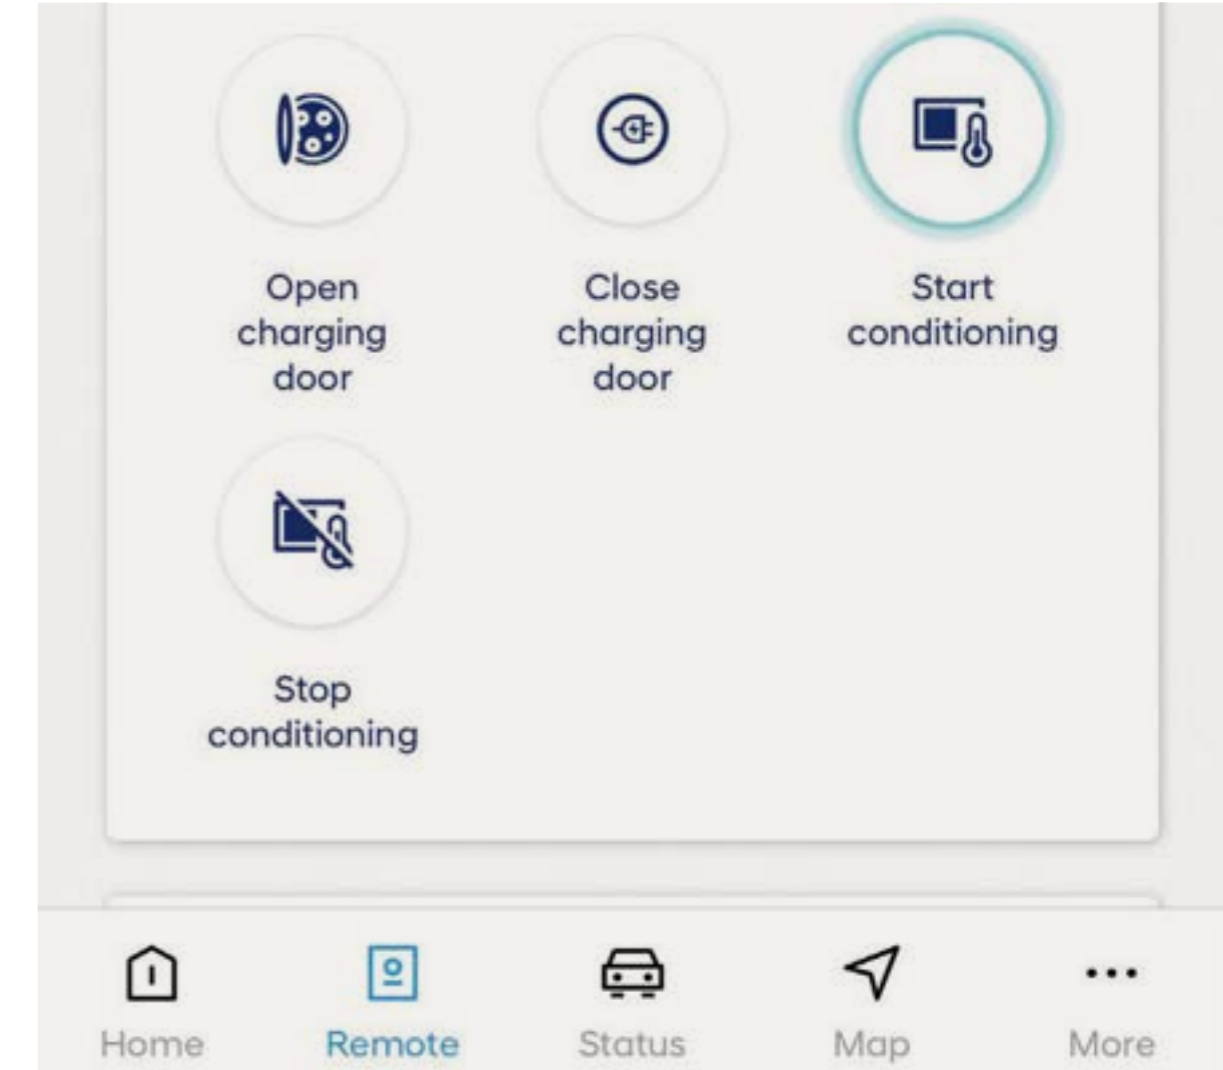 Open
charging
door
Close
charging
door
Start
conditioning
Stop
conditioning
Home
Remote
Status
Map
More